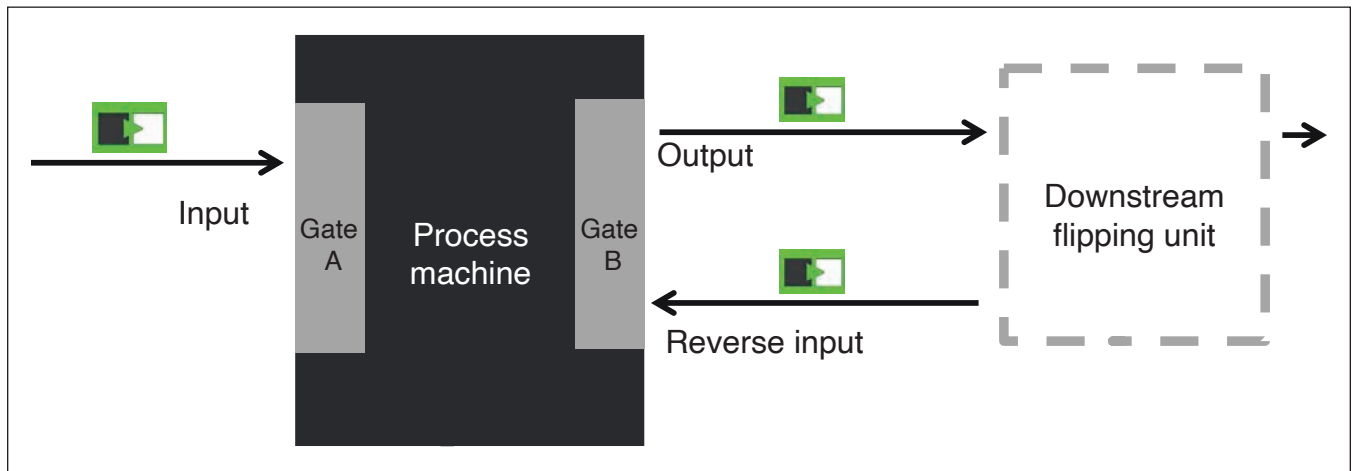 Input
Gate
A
Process
machine
Gate
B
Output
Reverse input
Downstream
flipping unit